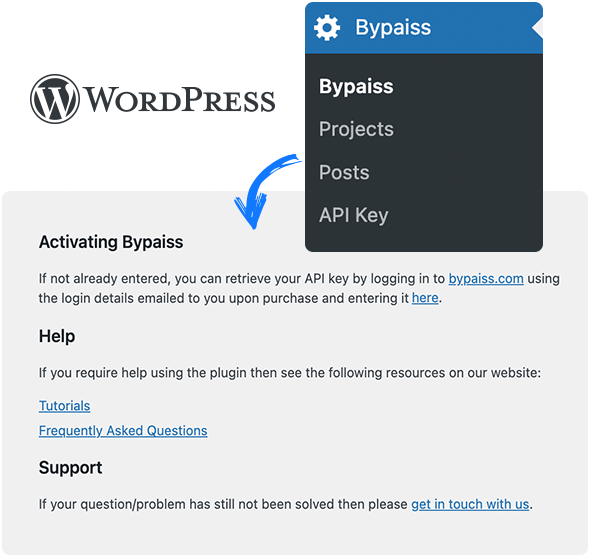 Bypaiss
WORDPRESS
Bypaiss
Projects
Posts
API Key
Activating Bypaiss
If not already entered, you can retrieve your API key by logging in to bypaiss.com using
the login details emailed to you upon purchase and entering it here.
Help
If you require help using the plugin then see the following resources on our website:
Tutorials
Frequently Asked Questions
Support
If your question/problem has still not been solved then please get in touch with us.